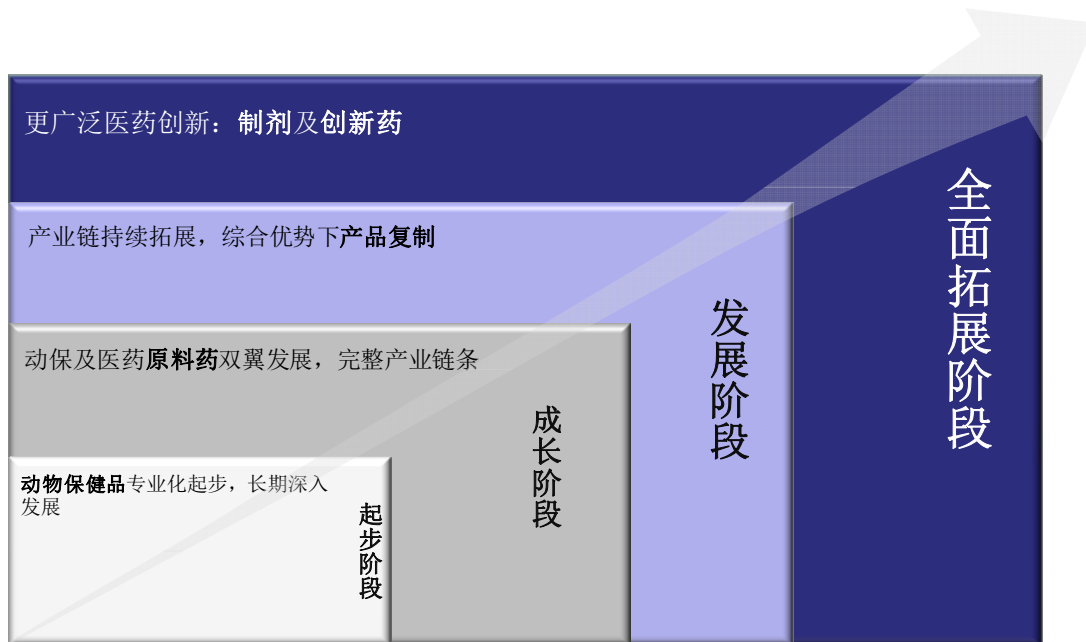 更广泛医药创新：制剂及创新药
全面拓展阶段
产业链持续拓展，综合优势下产品复制
发展阶段
动保及医药原料药双翼发展，完整产业链条
成长阶段
动物保健品专业化起步，长期深入
发展
起步阶段